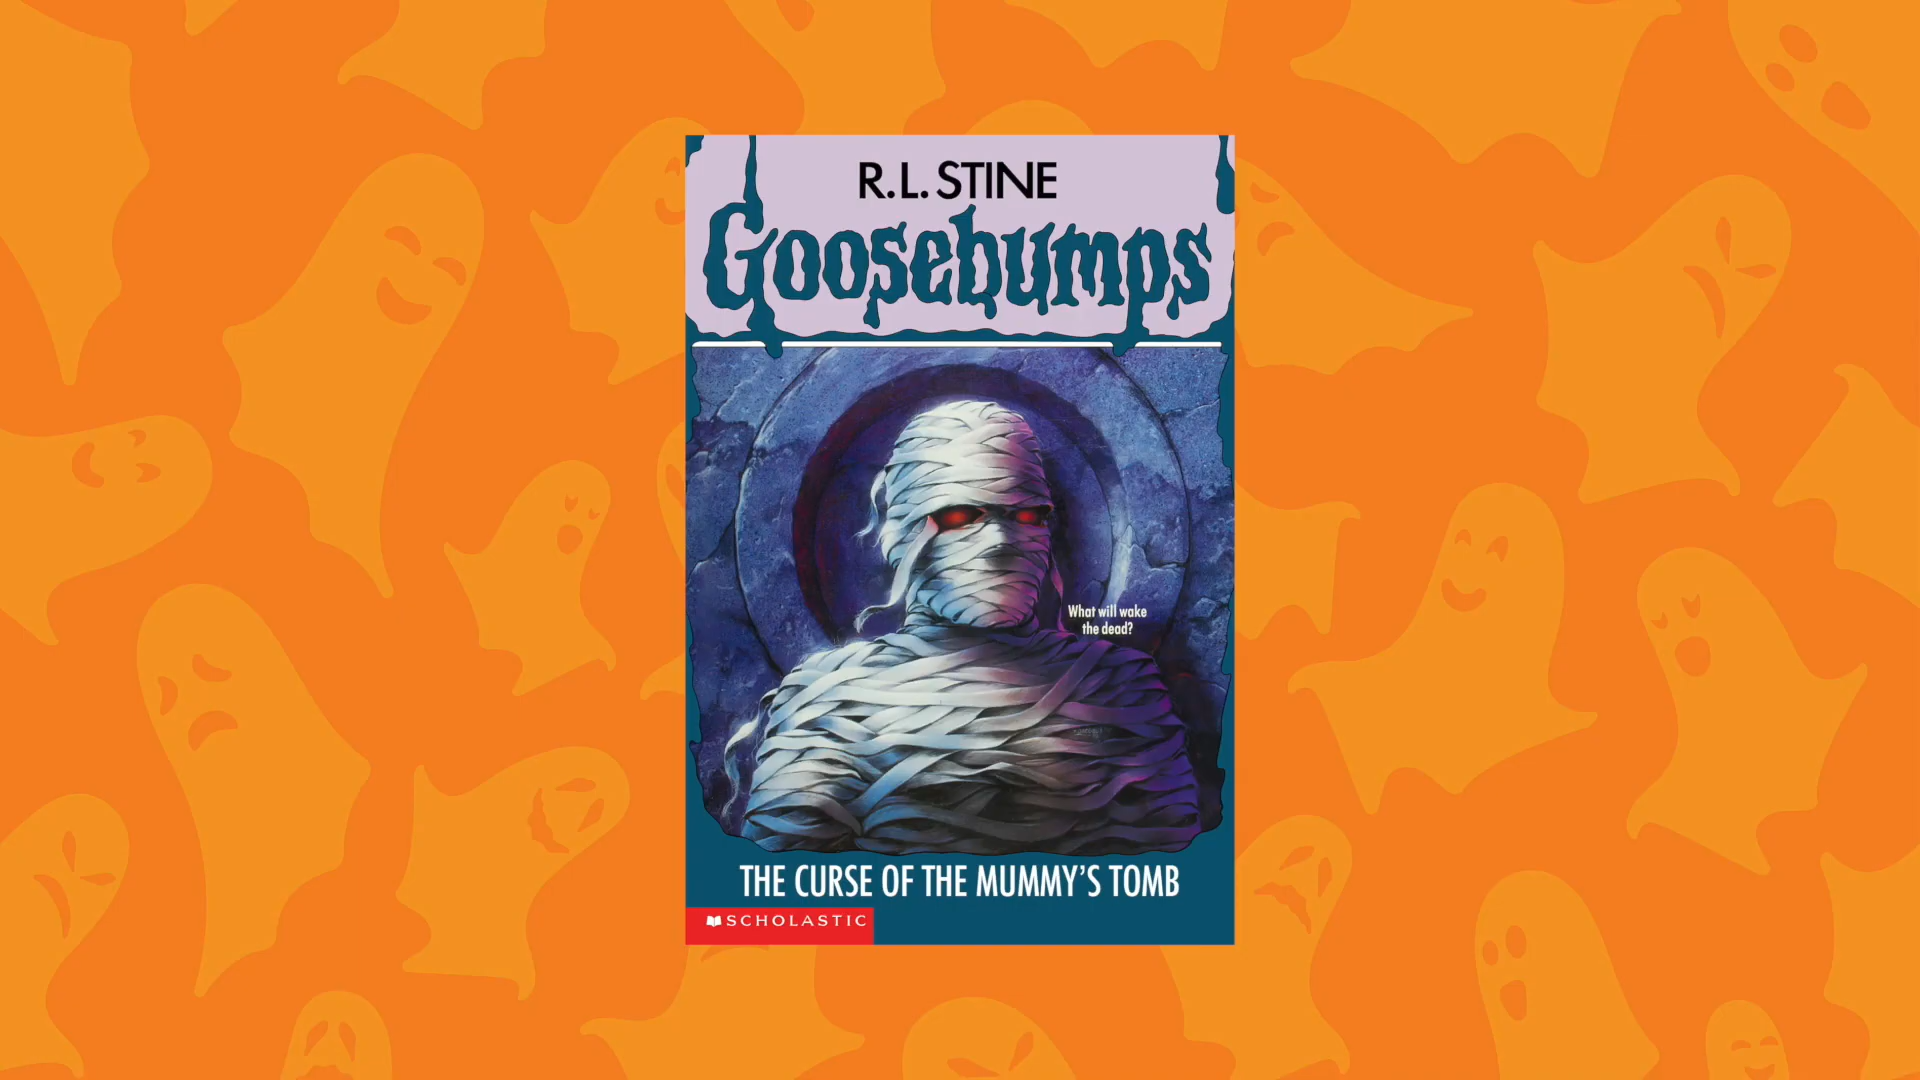 R.L. STINE
Goosebumps
What will wake
the dead?
THE CURSE OF THE MUMMY'S TOMB
SCHOLASTIC